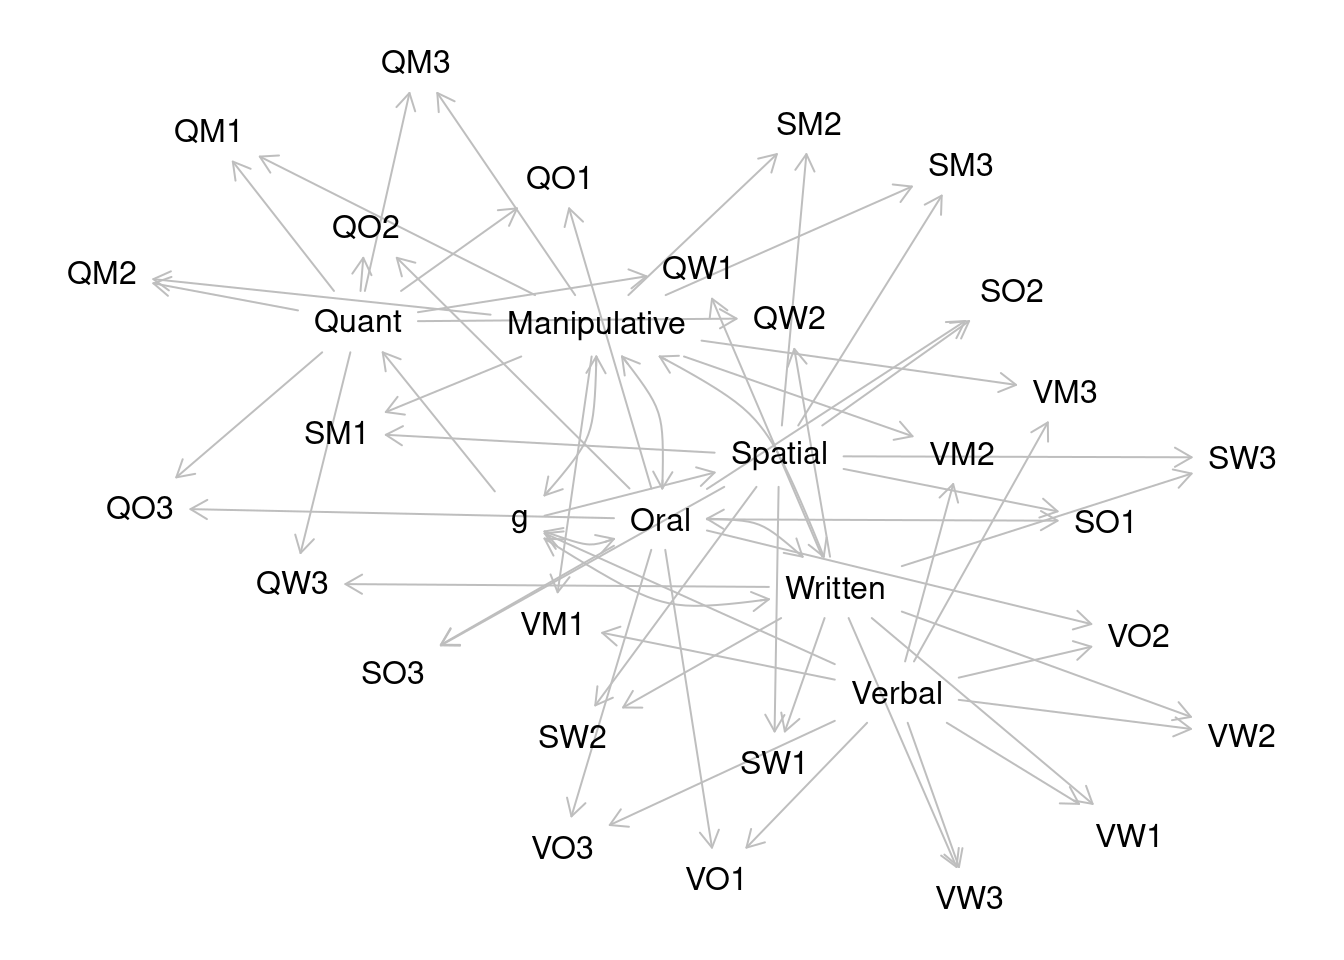 QM3
SM2
QM1
SM3
QO1
QO2
QW1
QM2
SO2
QW2
Quant
Manipulative
VM3
SM1
Spatial
VM2
SW3
QO3
g
Oral
SO1
QW3
Written
VM1
VO2
SO3
Verbal
SW2
VW2
SW1
VW1
VO3
VO1
VW3